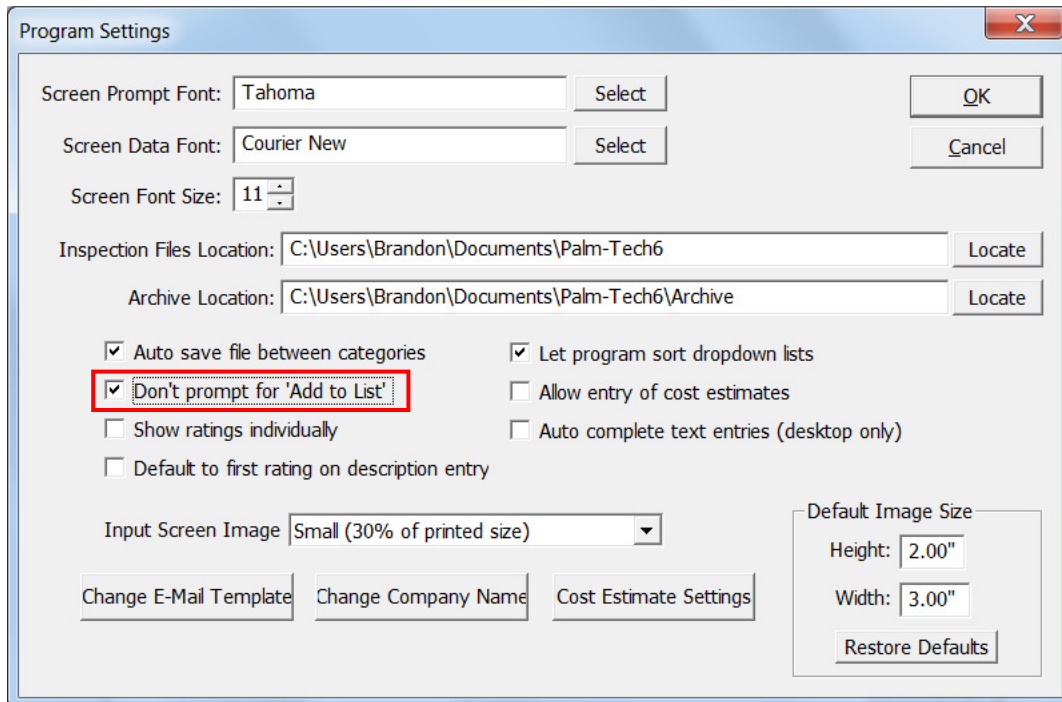 Program Settings
X
Screen Prompt Font: Tahoma Select OK
Screen Data Font: Courier New Select Cancel
Screen Font Size: 11
Inspection Files Location: C:\Users\Brandon\Documents\Palm-Tech6 Locate
Archive Location: C:\Users\Brandon\Documents\Palm-Tech6\Archive Locate
Auto save file between categories Let program sort dropdown lists
Don't prompt for 'Add to List' Allow entry of cost estimates
Show ratings individually Auto complete text entries (desktop only)
Default to first rating on description entry
Input Screen Image Small (30% of printed size)
Default Image Size
Height: 2.00"
Width: 3.00"
Restore Defaults
Change E-Mail Template Change Company Name Cost Estimate Settings